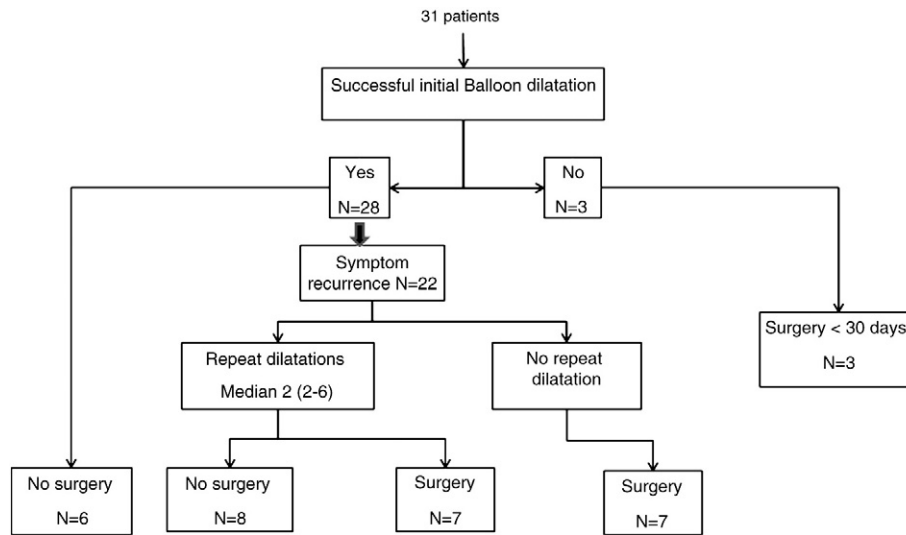 31 patients
Successful initial Balloon dilatation
Yes
N=28
No
N=3
Symptom
recurrence N=22
Surgery < 30 days
N=3
Repeat dilatations
Median 2 (2-6)
No repeat
dilatation
No surgery
N=6
No surgery
N=8
Surgery
N=7
Surgery
N=7